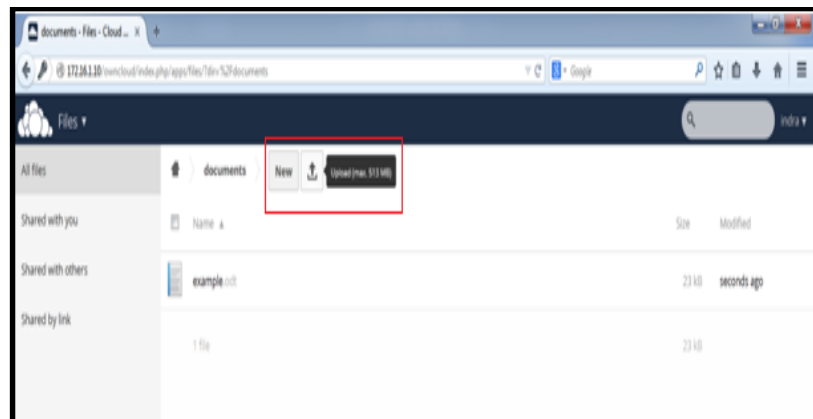 documents - Files - Cloud ... × +
172.16.1.10/owncloud/index.php/apps/files/?dir=%2Fdocuments
Google
Files ▾
indra ▾
All files
documents New Upload (max. 513 MB)
Shared with you
Name ▴ Size Modified
Shared with others
example.odt 23 kB seconds ago
Shared by link
1 file 23 kB